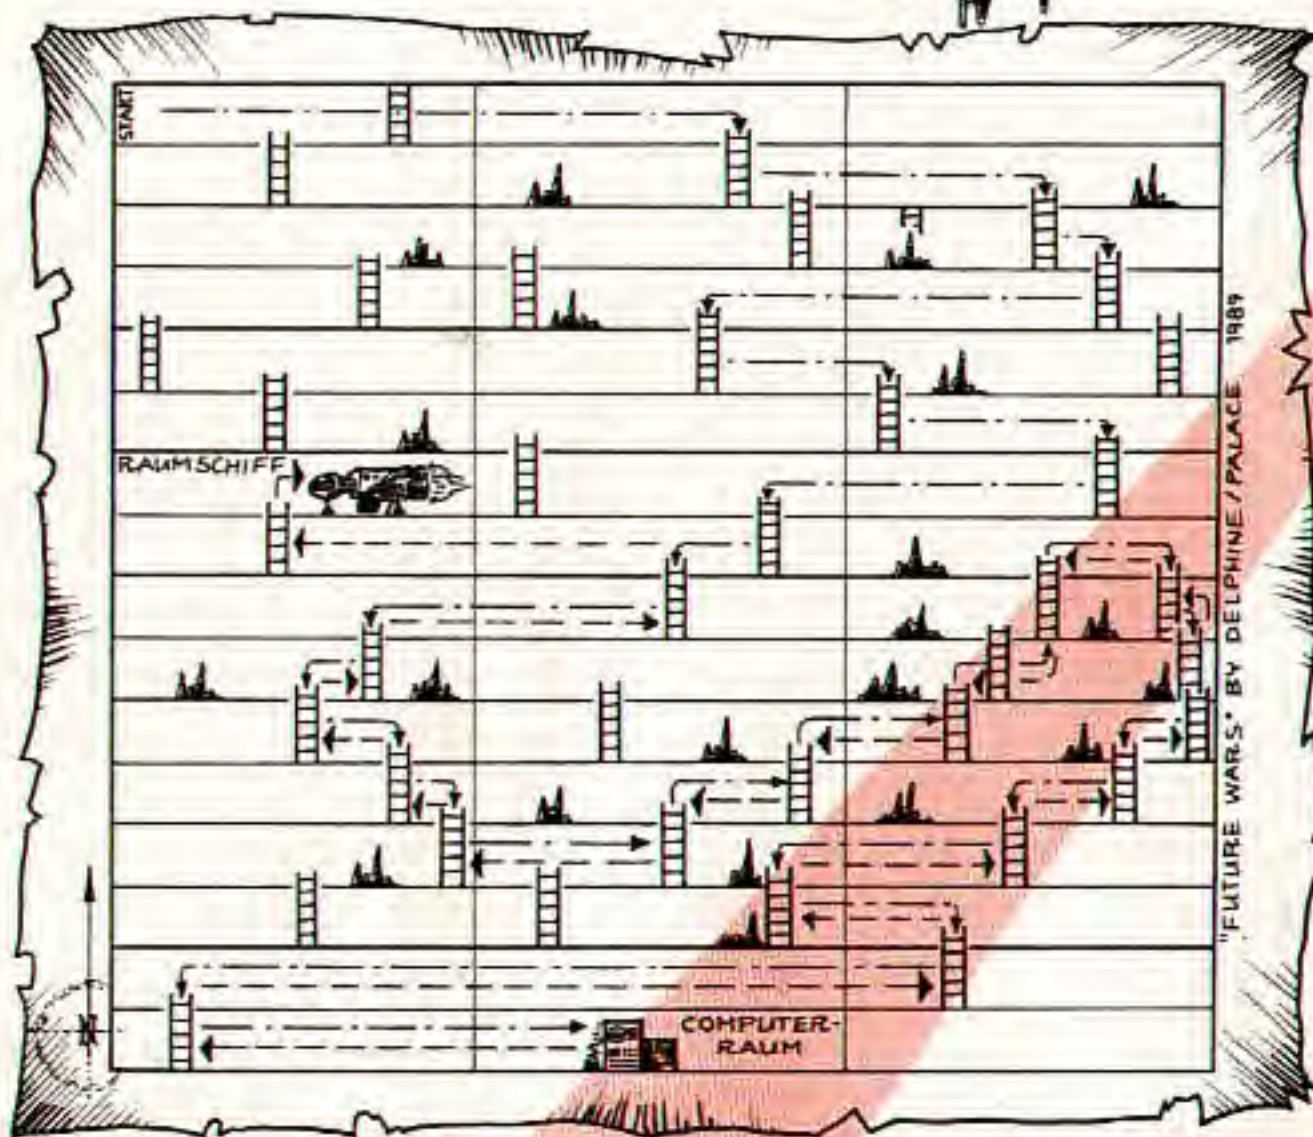 START
RAUMSCHIFF
"FUTURE WARS" BY DELPHINE/PALACE 1989
COMPUTER-
RAUM